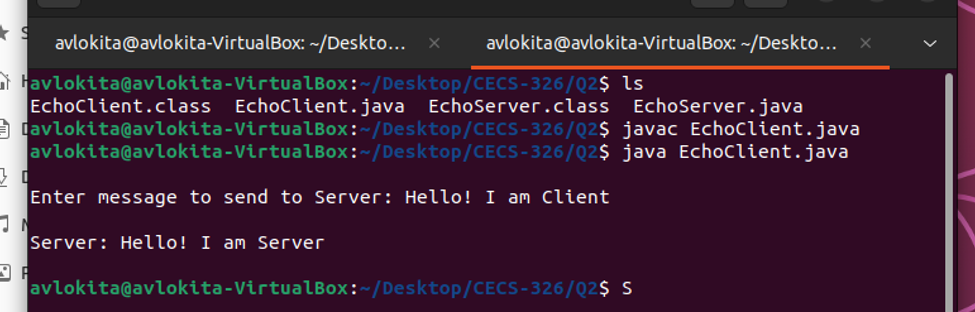 avlokita@avlokita-VirtualBox: ~/Deskto...
avlokita@avlokita-VirtualBox: ~/Deskto...
avlokita@avlokita-VirtualBox:~/Desktop/CECS-326/Q2$ ls
EchoClient.class EchoClient.java EchoServer.class EchoServer.java
avlokita@avlokita-VirtualBox:~/Desktop/CECS-326/Q2$ javac EchoClient.java
avlokita@avlokita-VirtualBox:~/Desktop/CECS-326/Q2$ java EchoClient.java
Enter message to send to Server: Hello! I am Client
Server: Hello! I am Server
avlokita@avlokita-VirtualBox:~/Desktop/CECS-326/Q2$ S